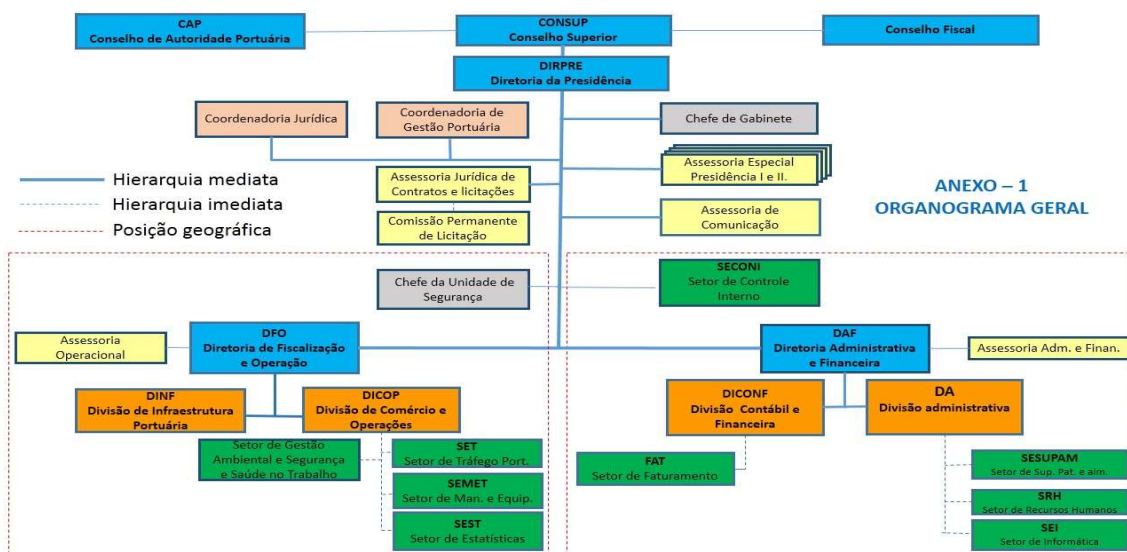 CAP
Conselho de Autoridade Portuária
CONSUP
Conselho Superior
Conselho Fiscal
DIRPRE
Diretoria da Presidência
Coordenadoria Jurídica
Coordenadoria de
Gestão Portuária
Chefe de Gabinete
Hierarquia mediata
Hierarquia imediata
Posição geográfica
Assessoria Jurídica de
Contratos e licitações
Comissão Permanente
de Licitação
Assessoria Especial
Presidência I e II.
Assessoria de
Comunicação
ANEXO – 1
ORGANOGRAMA GERAL
Chefe da Unidade de
Segurança
SECONI
Setor de Controle
Interno
Assessoria
Operacional
DFO
Diretoria de Fiscalização
e Operação
DAF
Diretoria Administrativa
e Financeira
Assessoria Adm. e Finan.
DINF
Divisão de Infraestrutura
Portuária
DICOP
Divisão de Comércio e
Operações
DICONF
Divisão Contábil e
Financeira
DA
Divisão administrativa
Setor de Gestão
Ambiental e Segurança
e Saúde no Trabalho
SET
Setor de Tráfego Port.
SEMET
Setor de Man. e Equip.
SEST
Setor de Estatísticas
FAT
Setor de Faturamento
SESUPAM
Setor de Sup. Pat. e alm.
SRH
Setor de Recursos Humanos
SEI
Setor de Informática